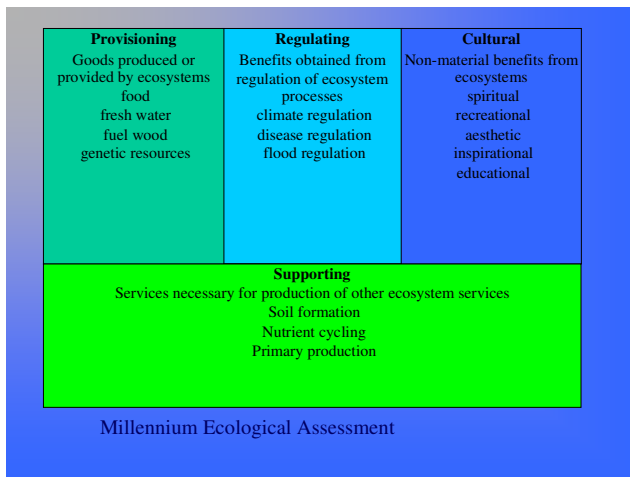 Provisioning
Goods produced or
provided by ecosystems
food
fresh water
fuel wood
genetic resources
Regulating
Benefits obtained from
regulation of ecosystem
processes
climate regulation
disease regulation
flood regulation
Cultural
Non-material benefits from
ecosystems
spiritual
recreational
aesthetic
inspirational
educational
Supporting
Services necessary for production of other ecosystem services
Soil formation
Nutrient cycling
Primary production
Millennium Ecological Assessment